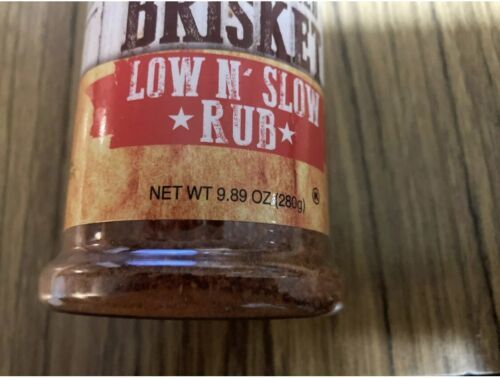 BRISKET
LOW N' SLOW
★ RUB ★
NET WT 9.89 OZ (280g)